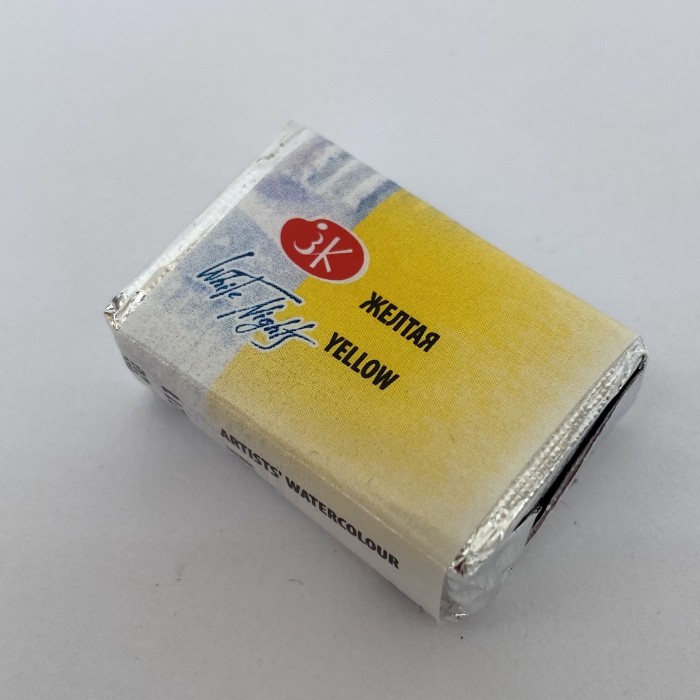 ЗК
White Nights
ЖЕЛТАЯ
YELLOW
ARTISTS' WATERCOLOUR